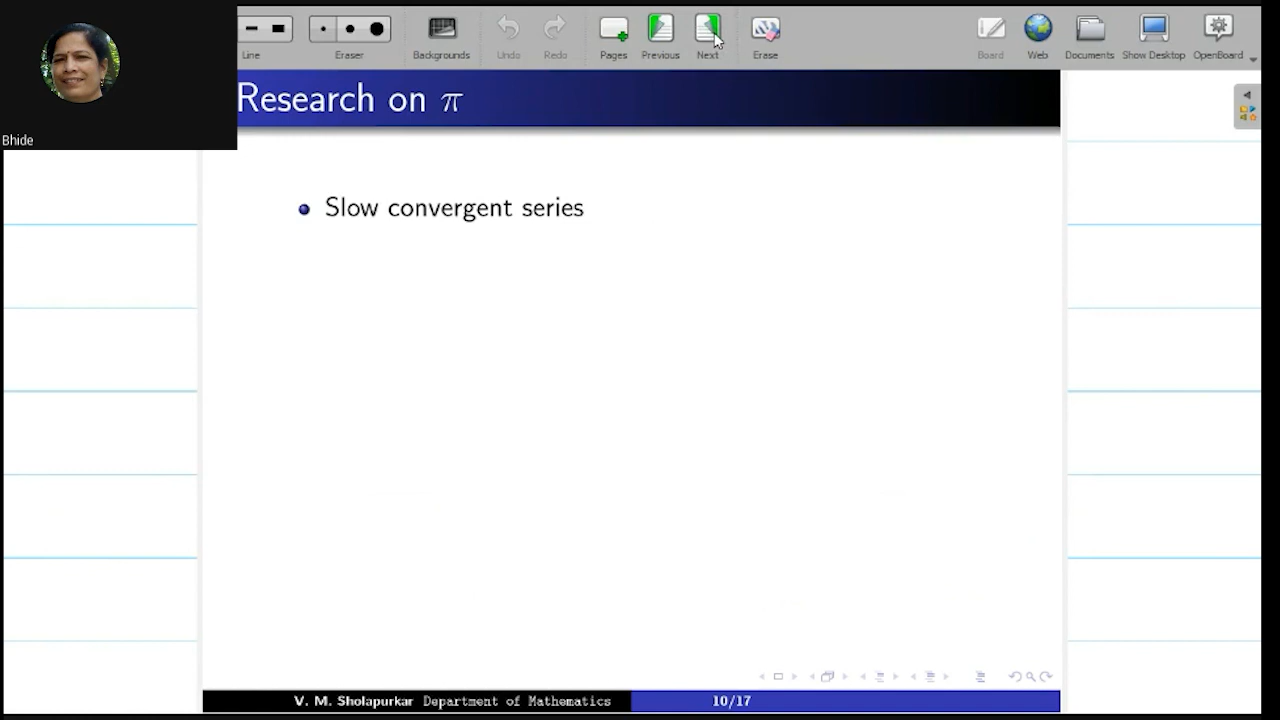 Line Eraser Backgrounds Undo Redo Pages Previous Next Erase Board Web Documents Show Desktop OpenBoard
Research on π
Bhide
Slow convergent series
V. M. Sholapurkar Department of Mathematics 10/17